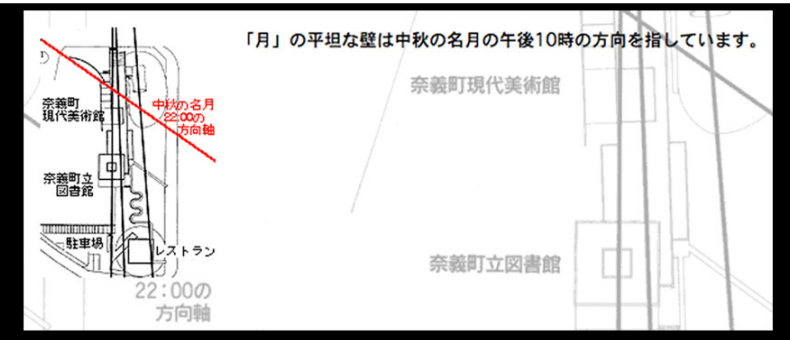 「月」の平坦な壁は中秋の名月の午後10時の方向を指しています。
奈義町
現代美術館
中秋の名月
22:00の
方向軸
奈義町立
図書館
駐車場
レストラン
22:00の
方向軸
奈義町現代美術館
奈義町立図書館